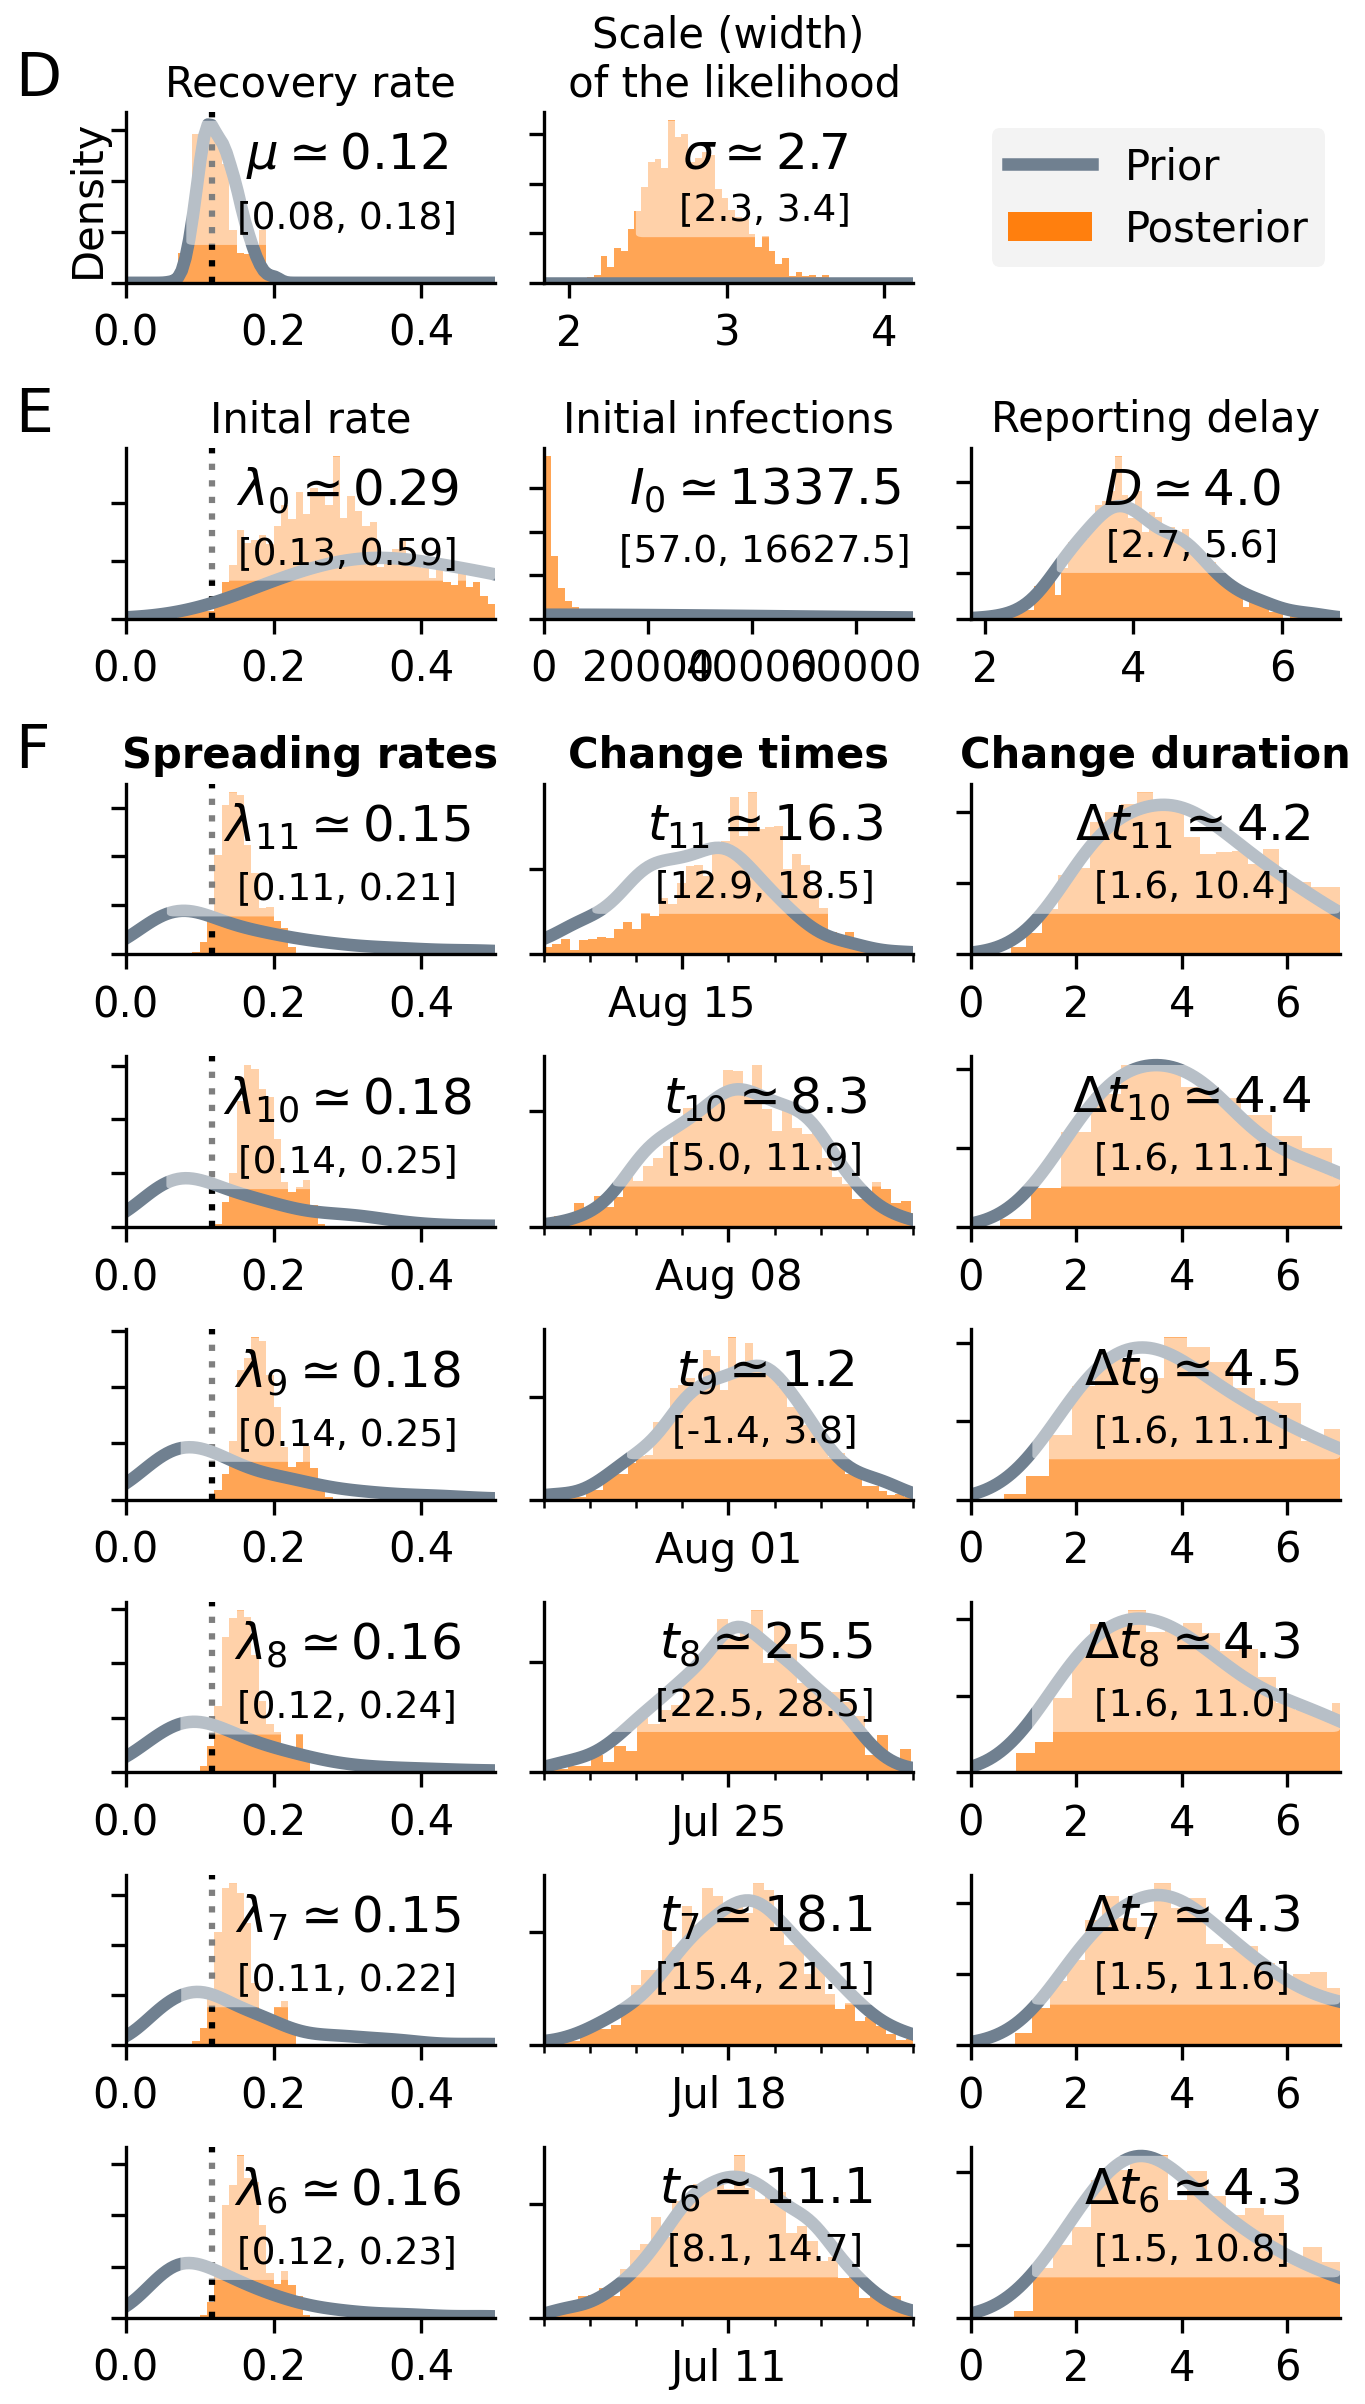 D
Recovery rate
Scale (width)
of the likelihood
Density
μ ≃ 0.12
[0.08, 0.18]
0.0 0.2 0.4
σ ≃ 2.7
[2.3, 3.4]
2 3 4
Prior
Posterior
E
Inital rate
λ0 ≃ 0.29
[0.13, 0.59]
0.0 0.2 0.4
Initial infections
I0 ≃ 1337.5
[57.0, 16627.5]
0 20000 40000 60000
Reporting delay
D ≃ 4.0
[2.7, 5.6]
2 4 6
F
Spreading rates
Change times
Change duration
λ11 ≃ 0.15
[0.11, 0.21]
0.0 0.2 0.4
t11 ≃ 16.3
[12.9, 18.5]
Aug 15
Δt11 ≃ 4.2
[1.6, 10.4]
0 2 4 6
λ10 ≃ 0.18
[0.14, 0.25]
0.0 0.2 0.4
t10 ≃ 8.3
[5.0, 11.9]
Aug 08
Δt10 ≃ 4.4
[1.6, 11.1]
0 2 4 6
λ9 ≃ 0.18
[0.14, 0.25]
0.0 0.2 0.4
t9 ≃ 1.2
[-1.4, 3.8]
Aug 01
Δt9 ≃ 4.5
[1.6, 11.1]
0 2 4 6
λ8 ≃ 0.16
[0.12, 0.24]
0.0 0.2 0.4
t8 ≃ 25.5
[22.5, 28.5]
Jul 25
Δt8 ≃ 4.3
[1.6, 11.0]
0 2 4 6
λ7 ≃ 0.15
[0.11, 0.22]
0.0 0.2 0.4
t7 ≃ 18.1
[15.4, 21.1]
Jul 18
Δt7 ≃ 4.3
[1.5, 11.6]
0 2 4 6
λ6 ≃ 0.16
[0.12, 0.23]
0.0 0.2 0.4
t6 ≃ 11.1
[8.1, 14.7]
Jul 11
Δt6 ≃ 4.3
[1.5, 10.8]
0 2 4 6